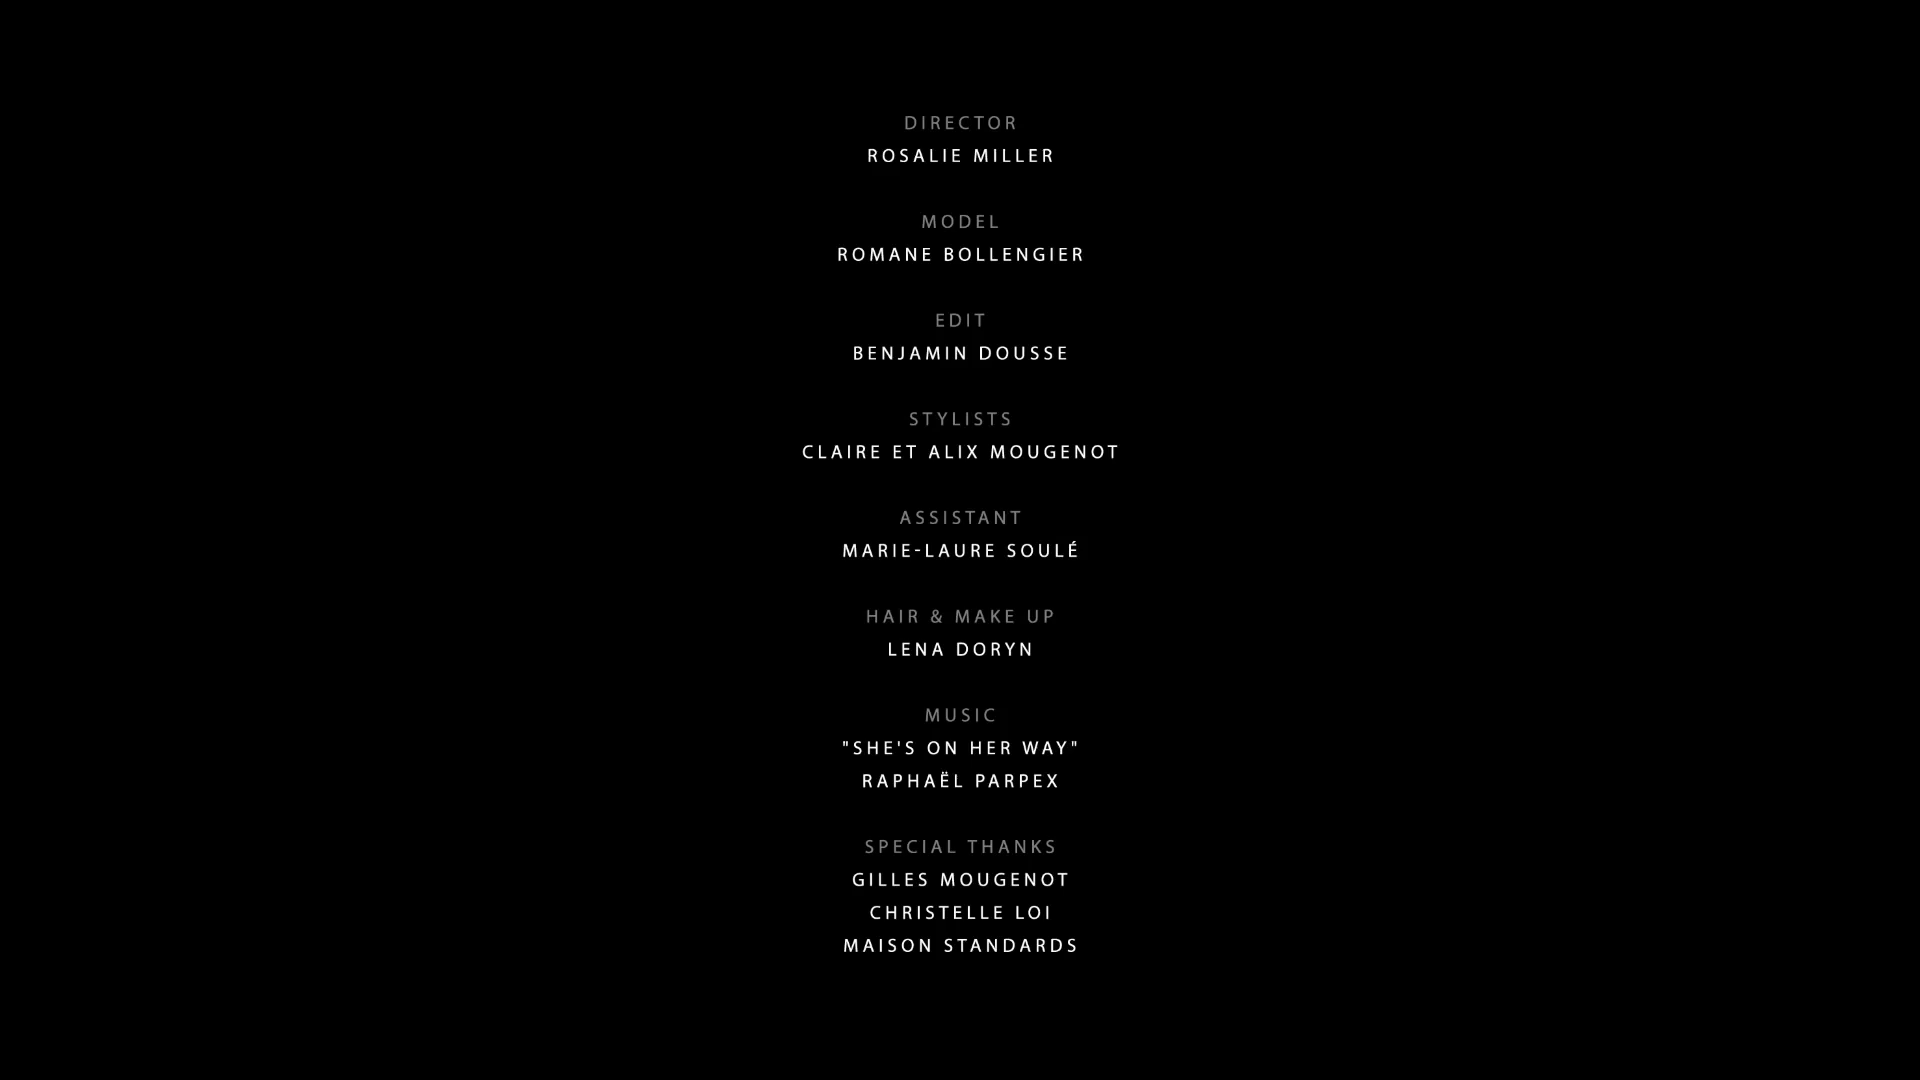 DIRECTOR
ROSALIE MILLER
MODEL
ROMANE BOLLENGIER
EDIT
BENJAMIN DOUSSE
STYLISTS
CLAIRE ET ALIX MOUGENOT
ASSISTANT
MARIE-LAURE SOULÉ
HAIR & MAKE UP
LENA DORYN
MUSIC
"SHE'S ON HER WAY"
RAPHAËL PARPEX
SPECIAL THANKS
GILLES MOUGENOT
CHRISTELLE LOI
MAISON STANDARDS